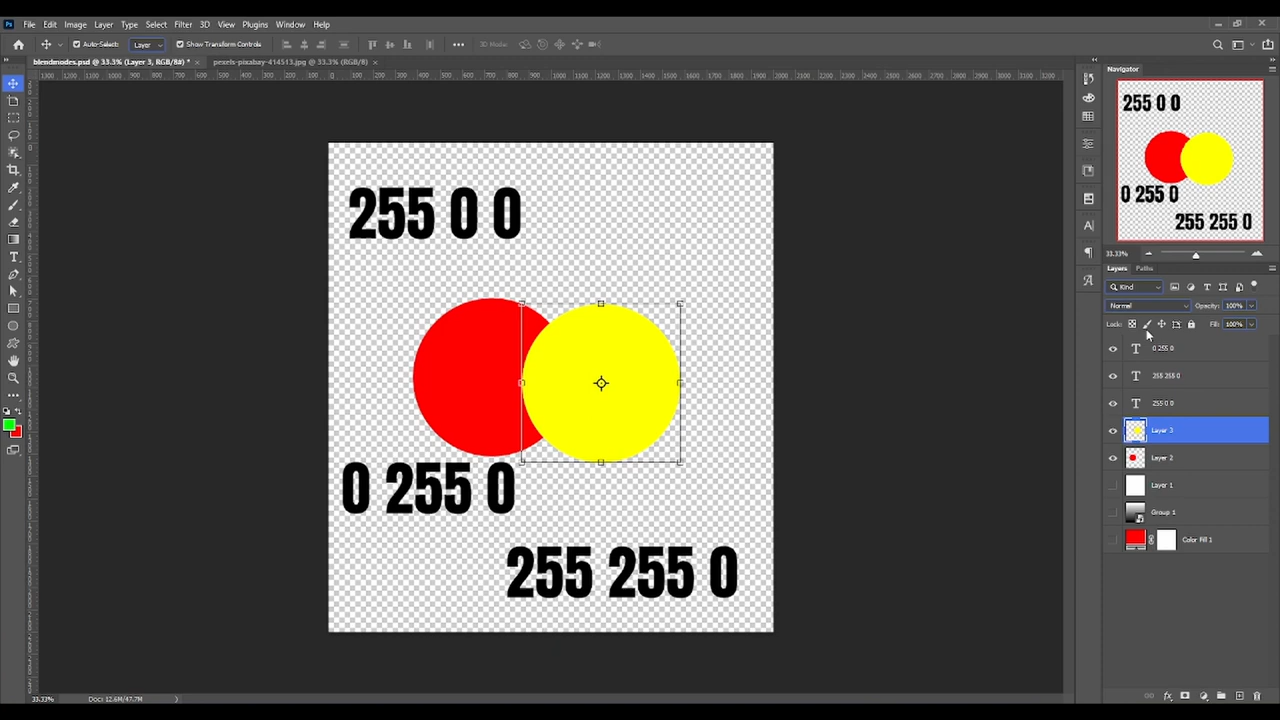 Ps File Edit Image Layer Type Select Filter 3D View Plugins Window Help
Auto-Select: Layer Show Transform Controls 3D Mode:
blendmodes.psd @ 33.3% (Layer 3, RGB/8#) * × pexels-pixabay-414513.jpg @ 33.3% (RGB/8) ×
Navigator
255 0 0
0 255 0
255 255 0
33.33%
Layers Paths
Kind
Normal Opacity: 100%
Lock: Fill: 100%
T 0 255 0
T 255 255 0
T 255 0 0
Layer 3
Layer 2
Layer 1
Group 1
Color Fill 1
255 0 0
0 255 0
255 255 0
33.33% Doc: 12.6M/47.7M